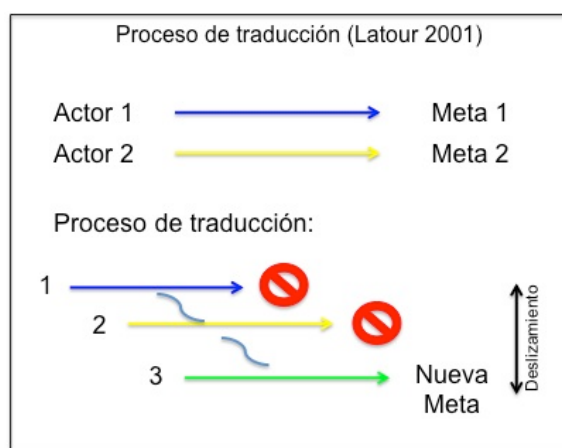 Proceso de traducción (Latour 2001)
Actor 1 Meta 1
Actor 2 Meta 2
Proceso de traducción:
1
2
3 Nueva
Meta
Deslizamiento